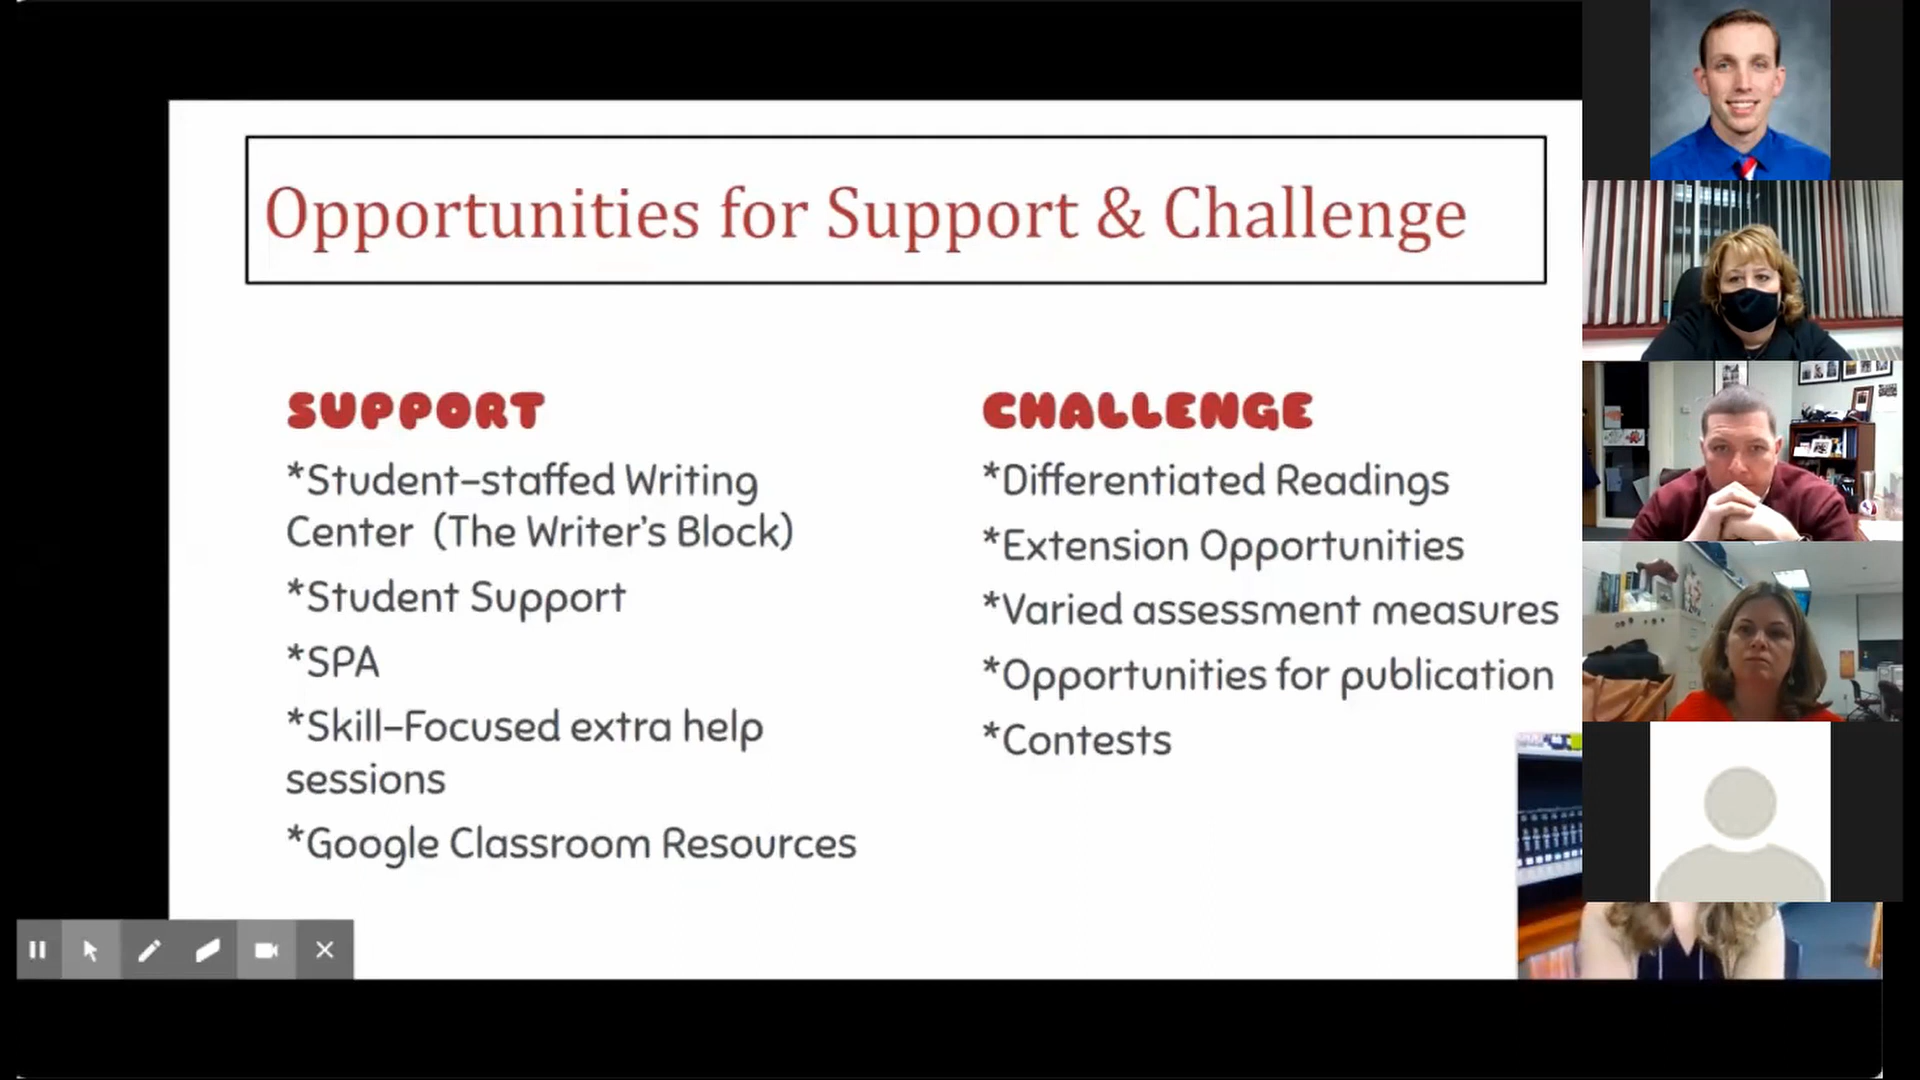 Opportunities for Support & Challenge
SUPPORT
*Student-staffed Writing
Center (The Writer's Block)
*Student Support
*SPA
*Skill-Focused extra help
sessions
*Google Classroom Resources
CHALLENGE
*Differentiated Readings
*Extension Opportunities
*Varied assessment measures
*Opportunities for publication
*Contests